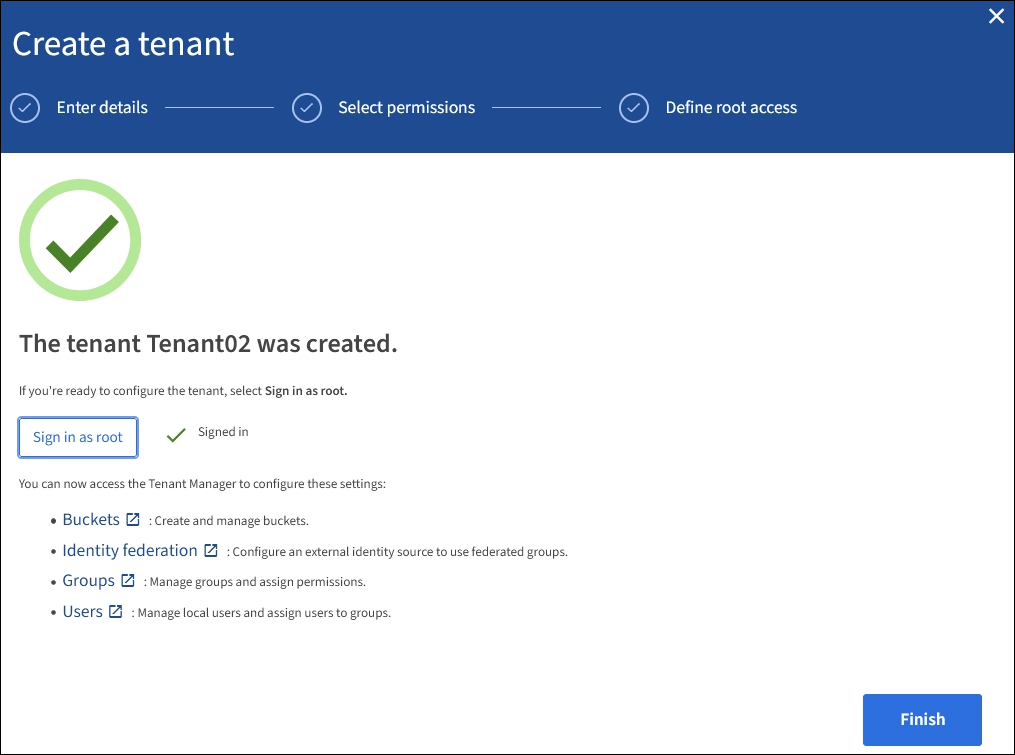 Create a tenant
Enter details
Select permissions
Define root access
The tenant Tenant02 was created.
If you're ready to configure the tenant, select Sign in as root.
Sign in as root
Signed in
You can now access the Tenant Manager to configure these settings:
• Buckets : Create and manage buckets.
• Identity federation : Configure an external identity source to use federated groups.
• Groups : Manage groups and assign permissions.
• Users : Manage local users and assign users to groups.
Finish